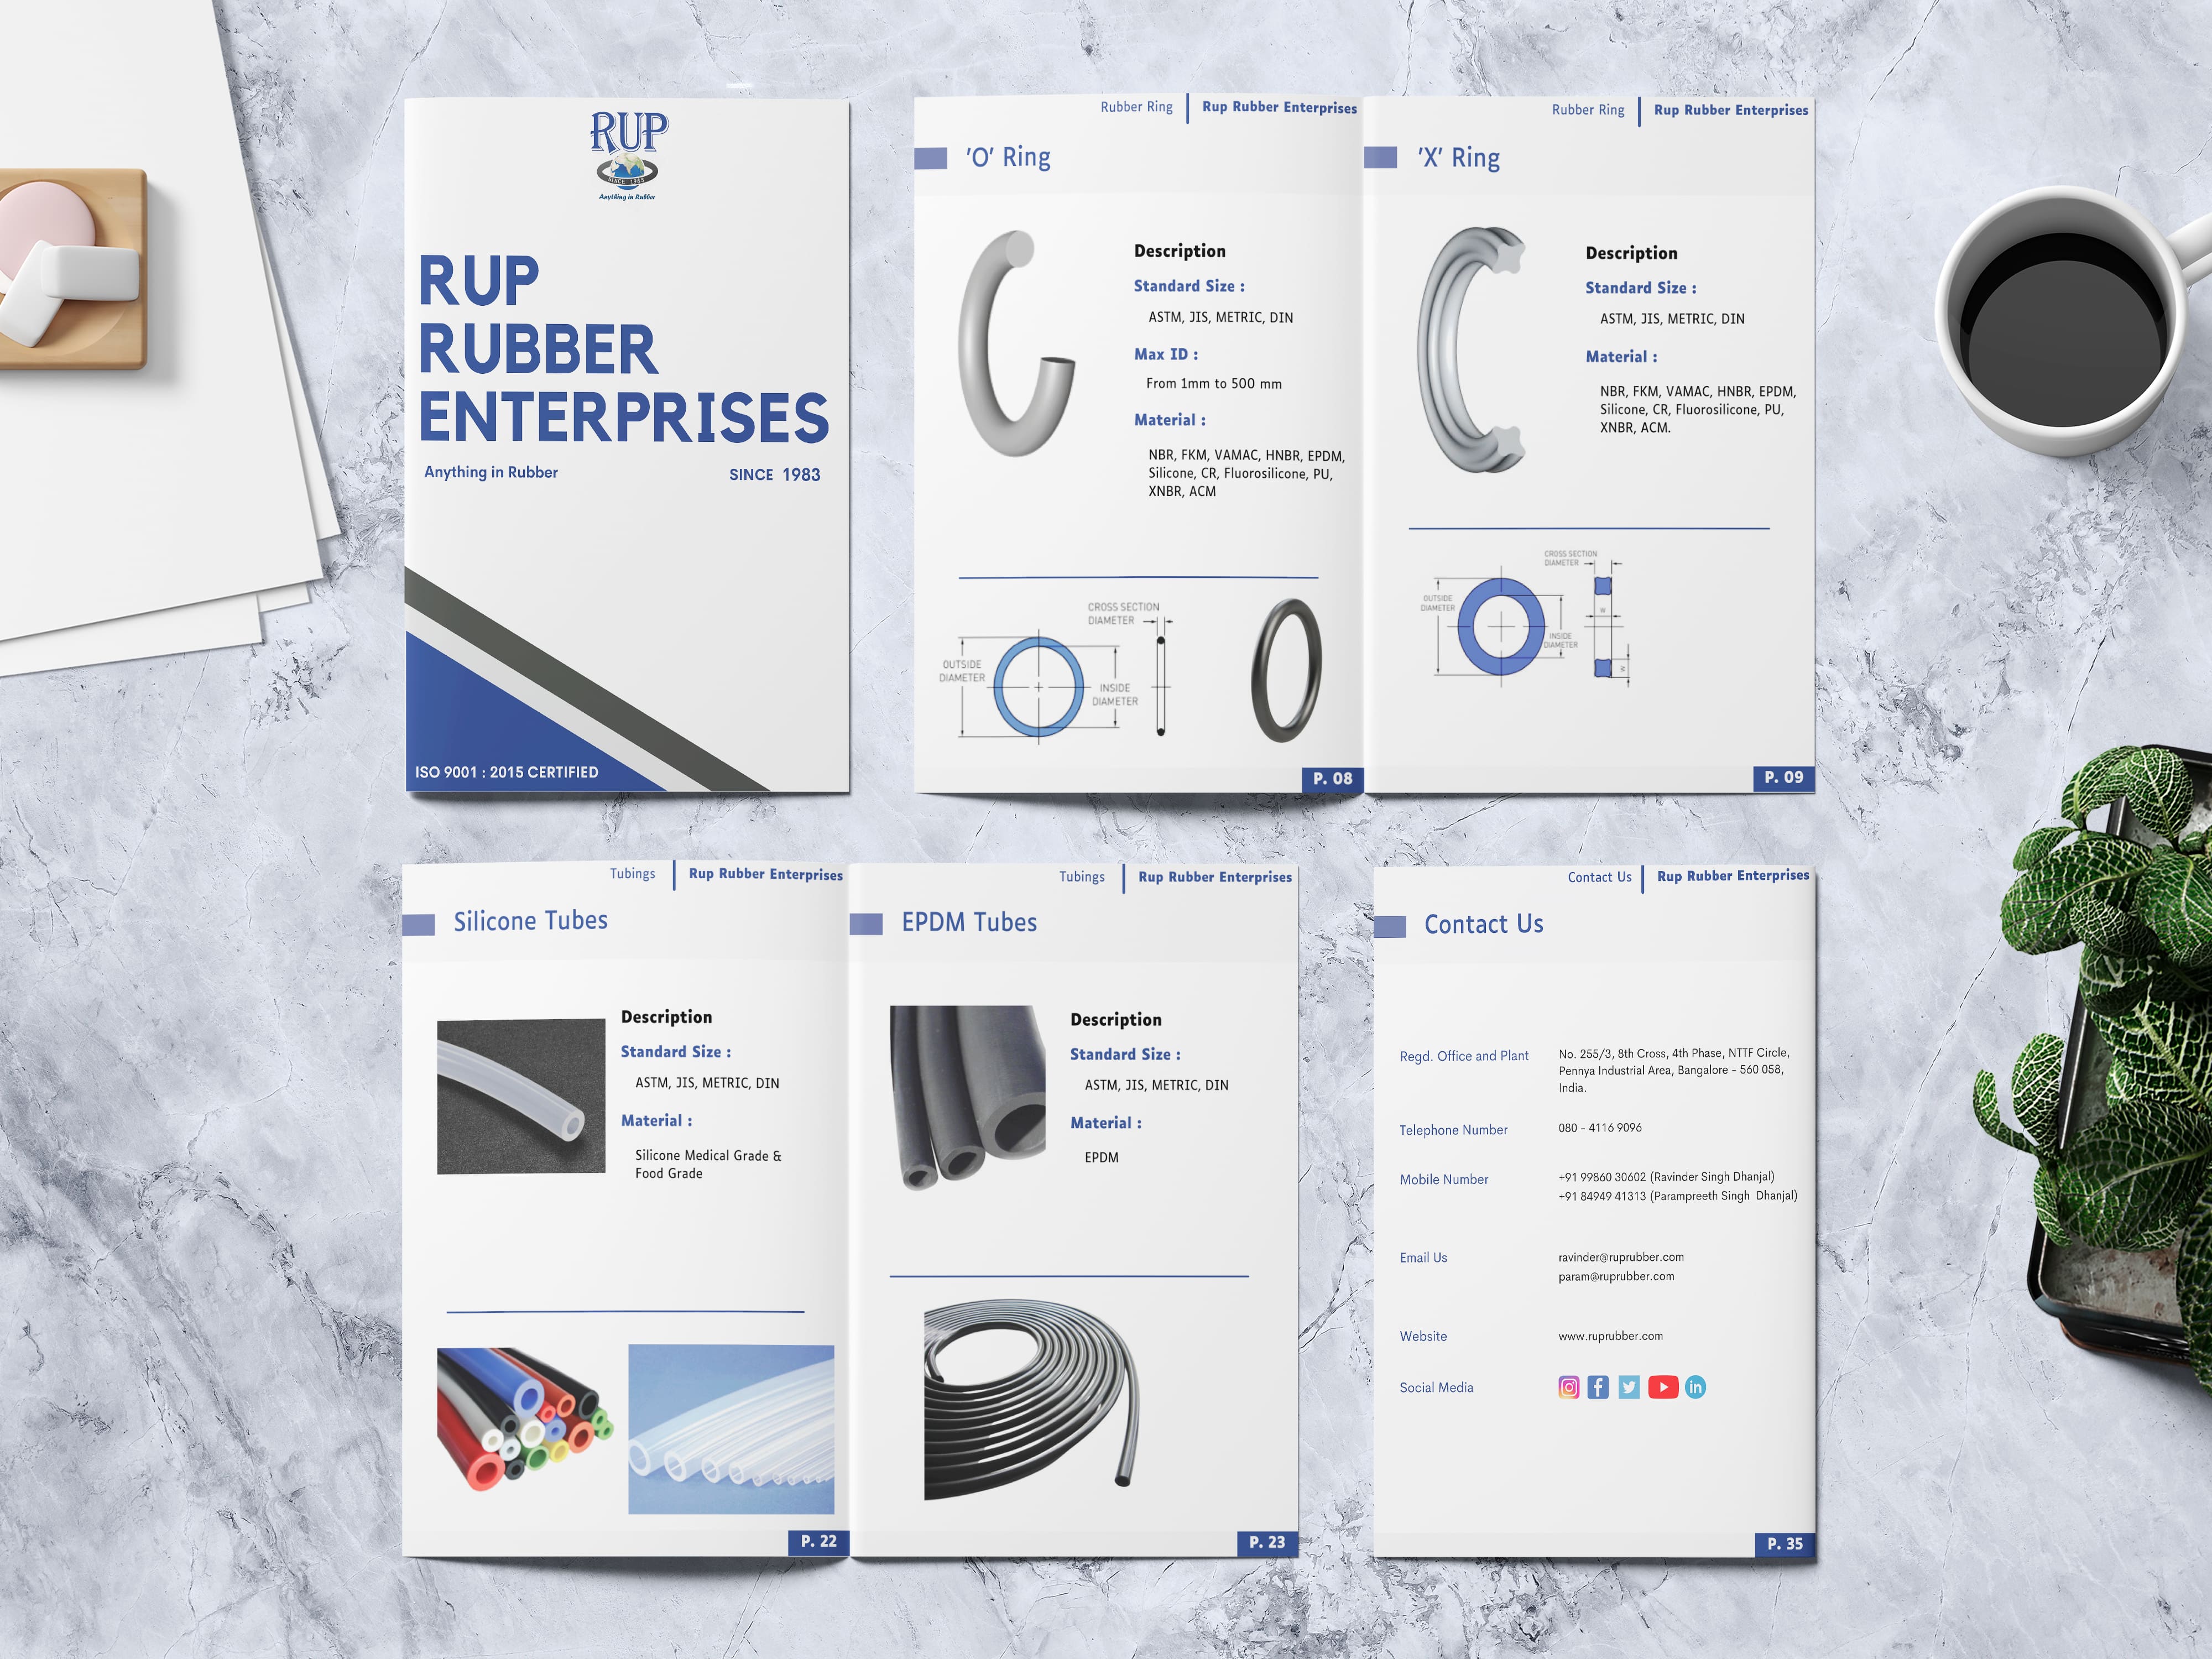 RUP
SINCE 1983
Anything in Rubber
RUP
RUBBER
ENTERPRISES
Anything in Rubber
SINCE 1983
ISO 9001 : 2015 CERTIFIED
Rubber Ring
Rup Rubber Enterprises
'O' Ring
Description
Standard Size :
ASTM, JIS, METRIC, DIN
Max ID :
From 1mm to 500 mm
Material :
NBR, FKM, VAMAC, HNBR, EPDM,
Silicone, CR, Fluorosilicone, PU,
XNBR, ACM
CROSS SECTION
DIAMETER
OUTSIDE
DIAMETER
INSIDE
DIAMETER
P. 08
Rubber Ring
Rup Rubber Enterprises
'X' Ring
Description
Standard Size :
ASTM, JIS, METRIC, DIN
Material :
NBR, FKM, VAMAC, HNBR, EPDM,
Silicone, CR, Fluorosilicone, PU,
XNBR, ACM.
CROSS SECTION
DIAMETER
OUTSIDE
DIAMETER
W
INSIDE
DIAMETER
W
P. 09
Tubings
Rup Rubber Enterprises
Silicone Tubes
Description
Standard Size :
ASTM, JIS, METRIC, DIN
Material :
Silicone Medical Grade &
Food Grade
P. 22
Tubings
Rup Rubber Enterprises
EPDM Tubes
Description
Standard Size :
ASTM, JIS, METRIC, DIN
Material :
EPDM
P. 23
Contact Us
Rup Rubber Enterprises
Contact Us
Regd. Office and Plant
No. 255/3, 8th Cross, 4th Phase, NTTF Circle,
Pennya Industrial Area, Bangalore - 560 058,
India.
Telephone Number
080 - 4116 9096
Mobile Number
+91 99860 30602 (Ravinder Singh Dhanjal)
+91 84949 41313 (Parampreeth Singh Dhanjal)
Email Us
ravinder@ruprubber.com
param@ruprubber.com
Website
www.ruprubber.com
Social Media
f
in
P. 35